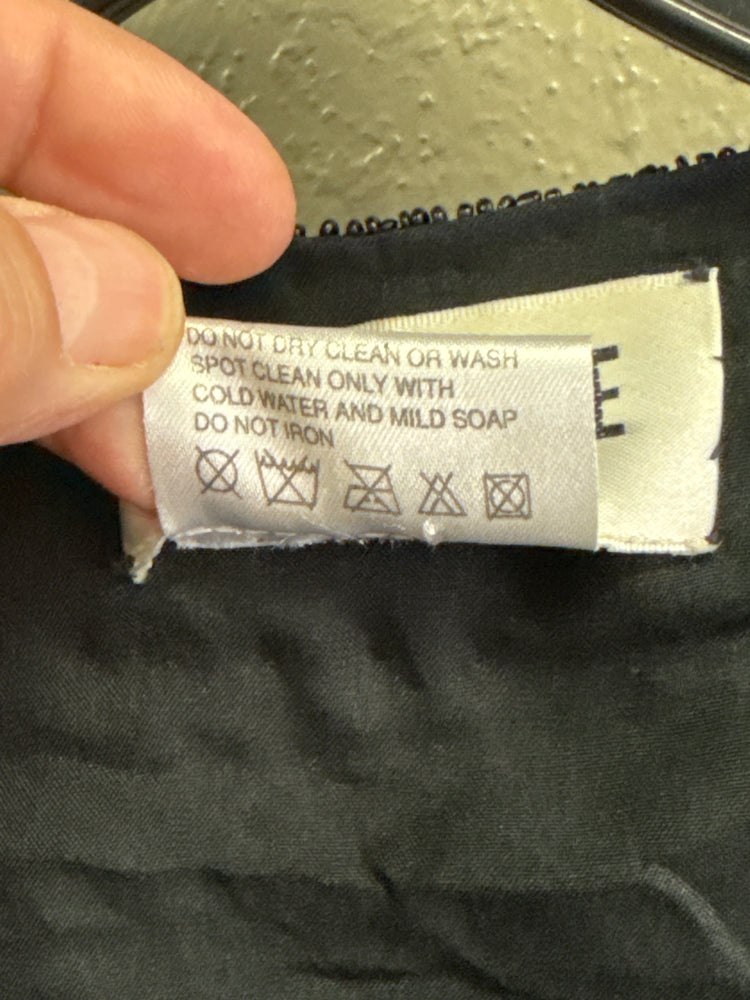 DO NOT DRY CLEAN OR WASH
SPOT CLEAN ONLY WITH
COLD WATER AND MILD SOAP
DO NOT IRON
E